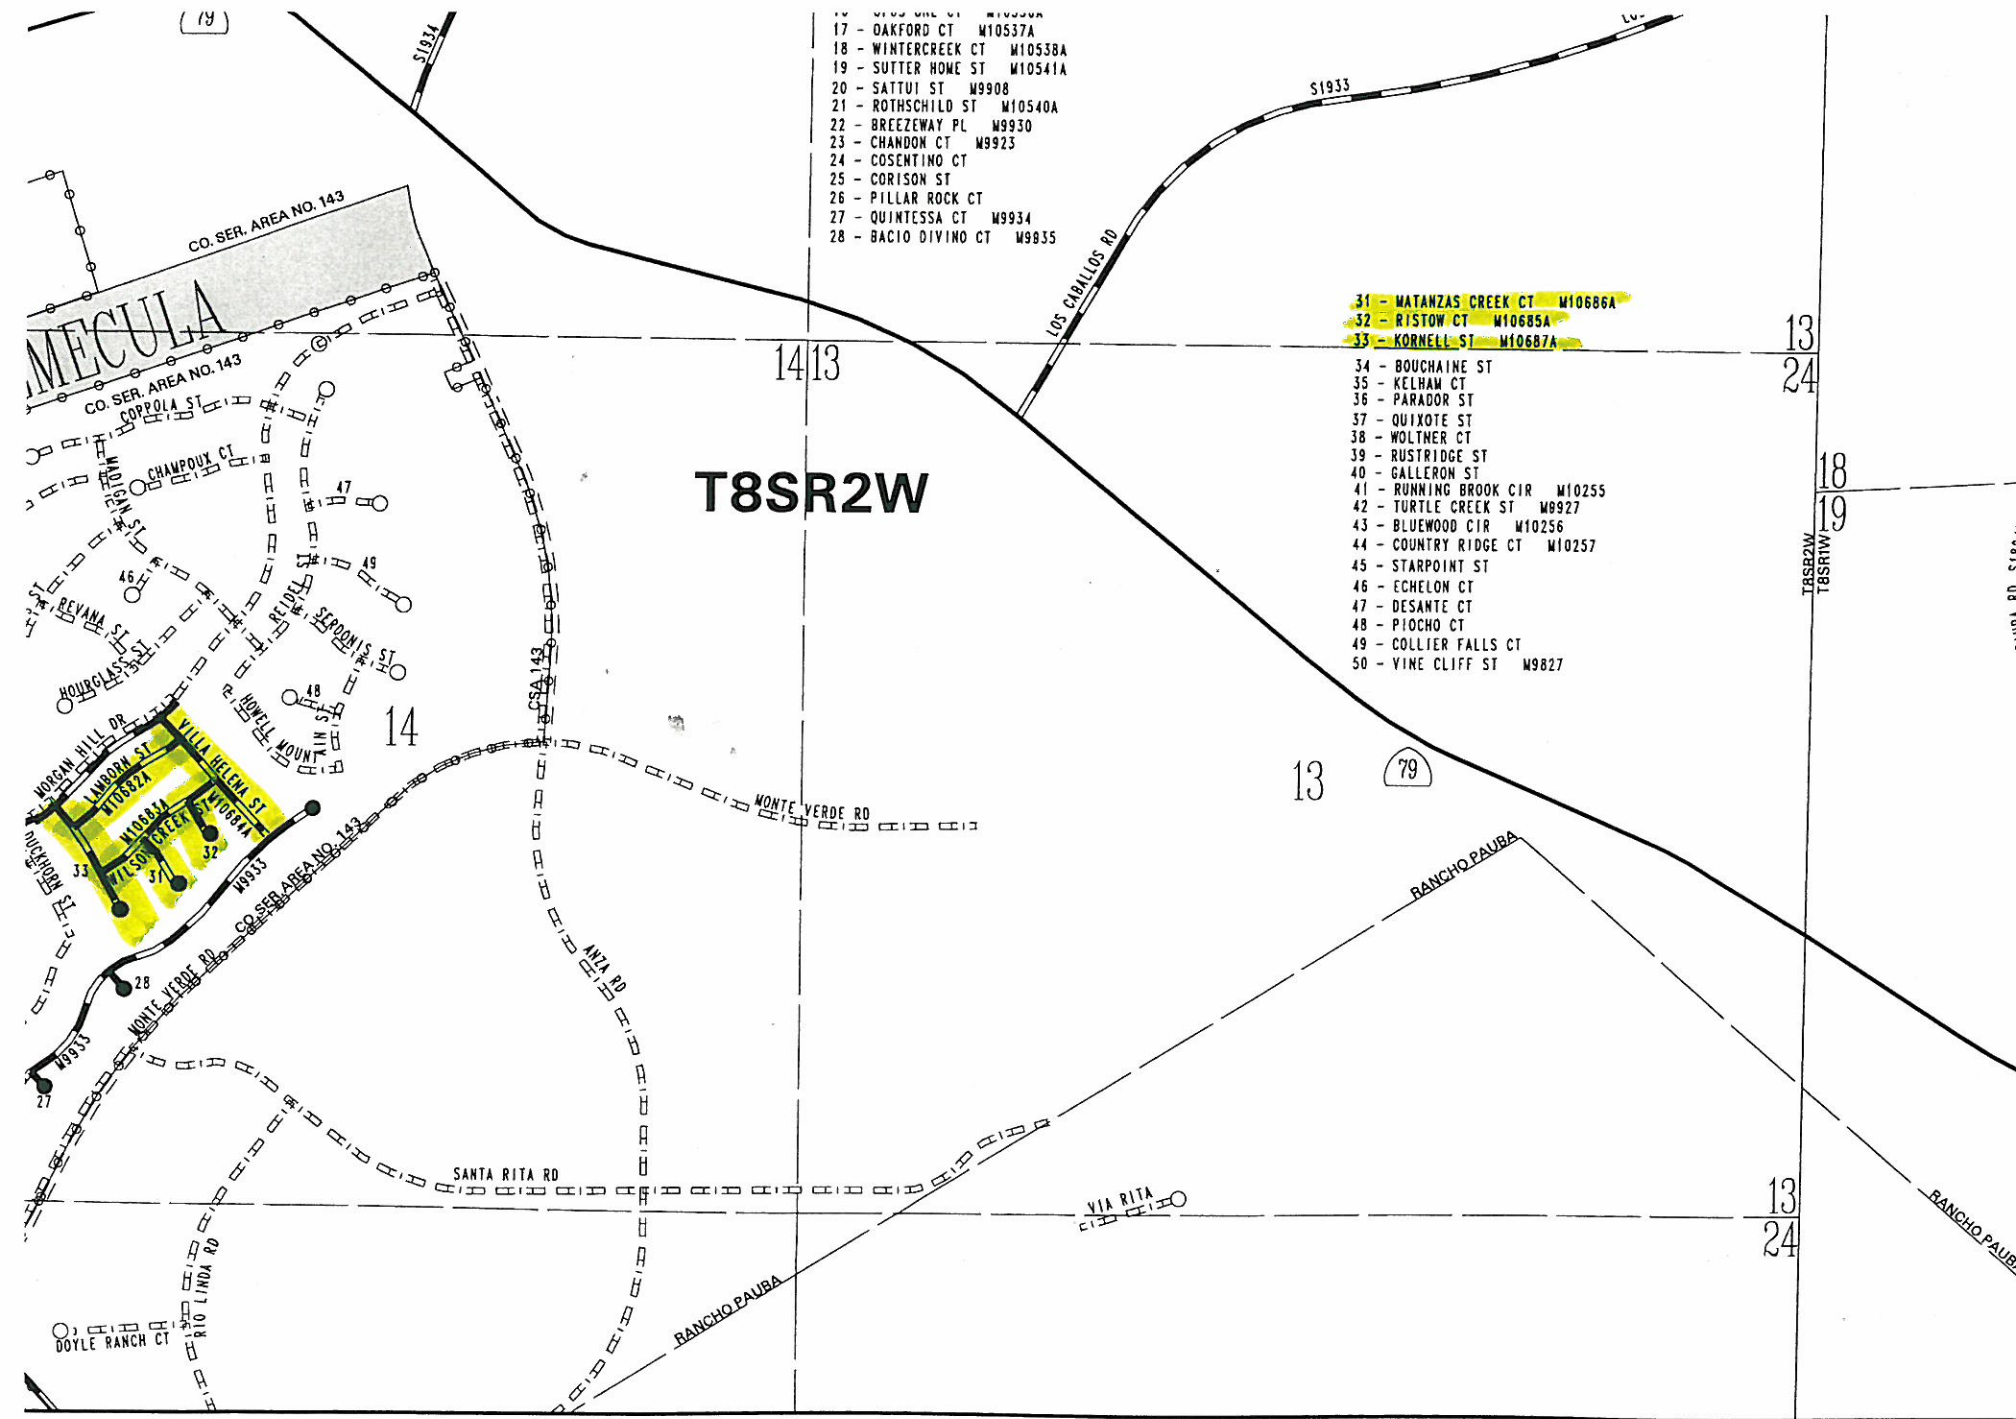 79
S1934
17 - OAKFORD CT M10537A
18 - WINTERCREEK CT M10538A
19 - SUTTER HOME ST M10541A
20 - SATTUI ST M9908
21 - ROTHSCHILD ST M10540A
22 - BREEZEWAY PL M9930
23 - CHANDON CT M9923
24 - COSENTINO CT
25 - CORISON ST
26 - PILLAR ROCK CT
27 - QUINTESSA CT M9934
28 - BACIO DIVINO CT M9935
S1933
LOS CABALLOS RD
CO. SER. AREA NO. 143
EMECULA
CO. SER. AREA NO. 143
31 - MATANZAS CREEK CT M10686A
32 - RISTOW CT M10685A
33 - KORNELL ST M10687A
34 - BOUCHAINE ST
35 - KELHAM CT
36 - PARADOR ST
37 - QUIXOTE ST
38 - WOLTNER CT
39 - RUSTRIDGE ST
40 - GALLERON ST
41 - RUNNING BROOK CIR M10255
42 - TURTLE CREEK ST M9927
43 - BLUEWOOD CIR M10256
44 - COUNTRY RIDGE CT M10257
45 - STARPOINT ST
46 - ECHELON CT
47 - DESANTE CT
48 - PIOCHO CT
49 - COLLIER FALLS CT
50 - VINE CLIFF ST M9827
14 13
13
24
18
19
T8SR2W
T8SR1W
T8SR2W
COPPOLA ST
CHAMPOUX CT
MADIGAN ST
47
49
46
ST
REVANA ST
REIDEL ST
SERDONIS ST
HOURGLASS ST
48
HOWELL MOUNTAIN ST
14
CSA 143
MORGAN HILL DR
LAMBORN ST
M10682A
VILLA HELENA ST
M10684A
M10683A
WILSON CREEK ST
33
31
32
DUCKHORN ST
M9933
CO SER AREA NO. 143
MONTE VERDE RD
28
M9933
27
MONTE VERDE RD
13
79
RANCHO PAUBA
ANZA RD
SANTA RITA RD
VIA RITA
13
24
RANCHO PAUBA
RANCHO PAUBA
RIO LINDA RD
DOYLE RANCH CT